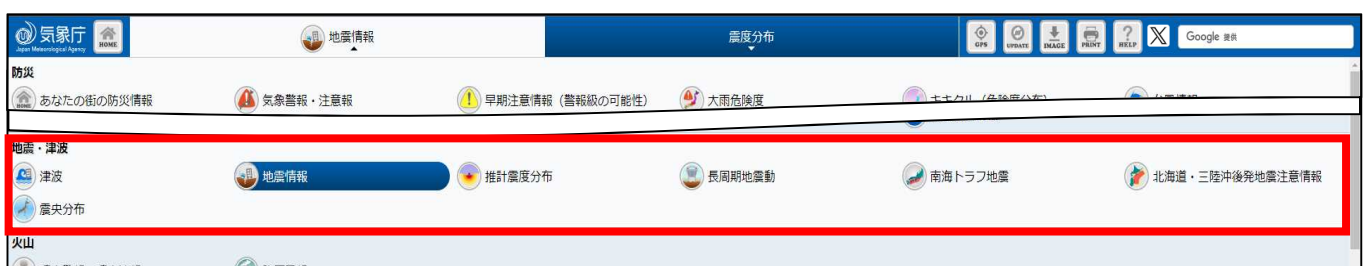 気象庁 Japan Meteorological Agency HOME 地震情報 震度分布 GPS UPDATE IMAGE PRINT HELP X Google 提供
防災
HOME あなたの街の防災情報 気象警報・注意報 早期注意情報（警報級の可能性） 大雨危険度
地震・津波
津波 地震情報 推計震度分布 長周期地震動 南海トラフ地震 北海道・三陸沖後発地震注意情報
震央分布
火山